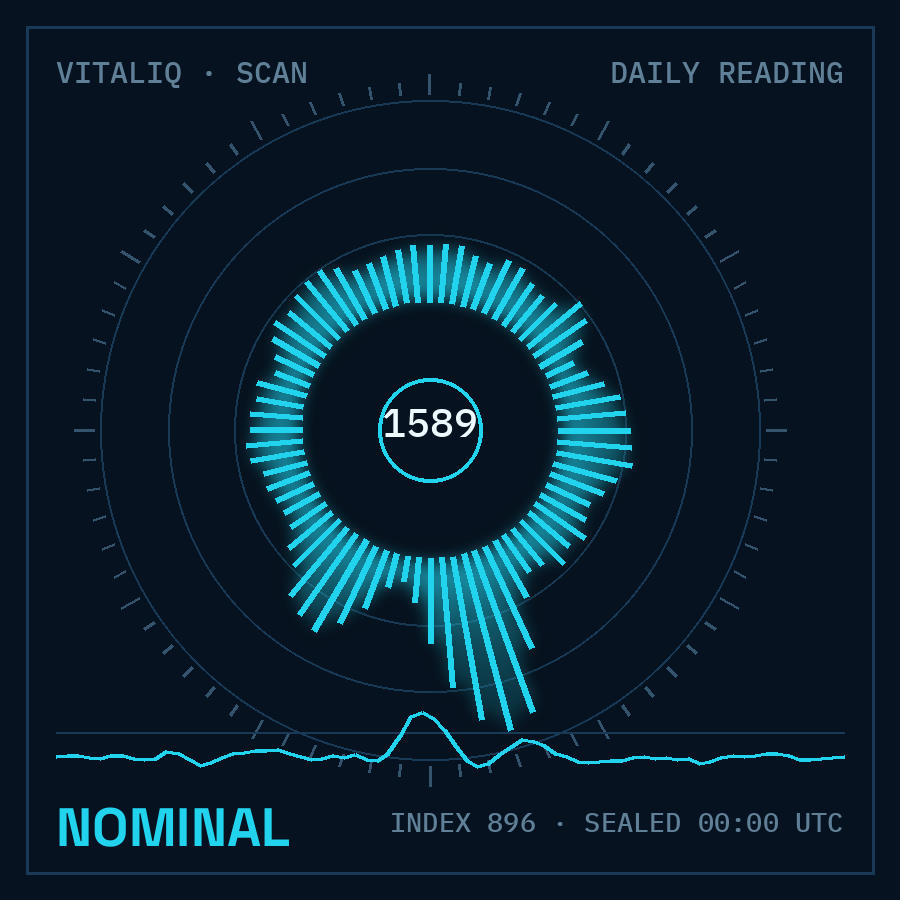 VITALIQ · SCAN
DAILY READING
1589
NOMINAL
INDEX 896 · SEALED 00:00 UTC